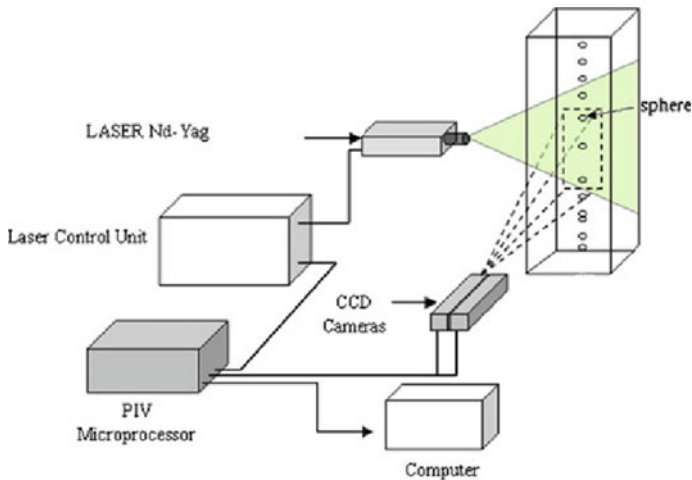 sphere
LASER Nd-Yag
Laser Control Unit
CCD
Cameras
PIV
Microprocessor
Computer